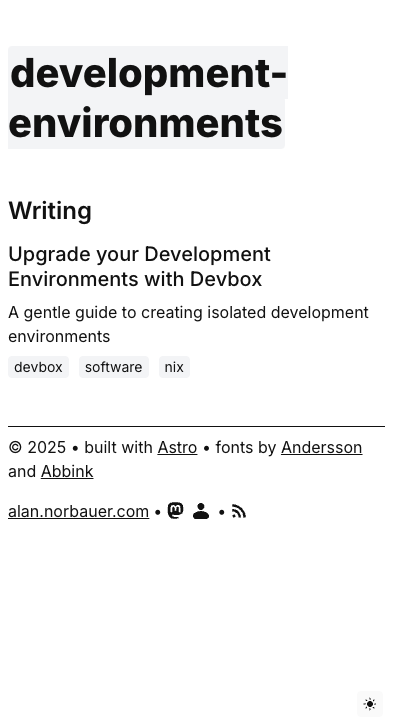 development-
environments
Writing
Upgrade your Development
Environments with Devbox
A gentle guide to creating isolated development
environments
devbox software nix
© 2025 • built with Astro • fonts by Andersson
and Abbink
alan.norbauer.com • •